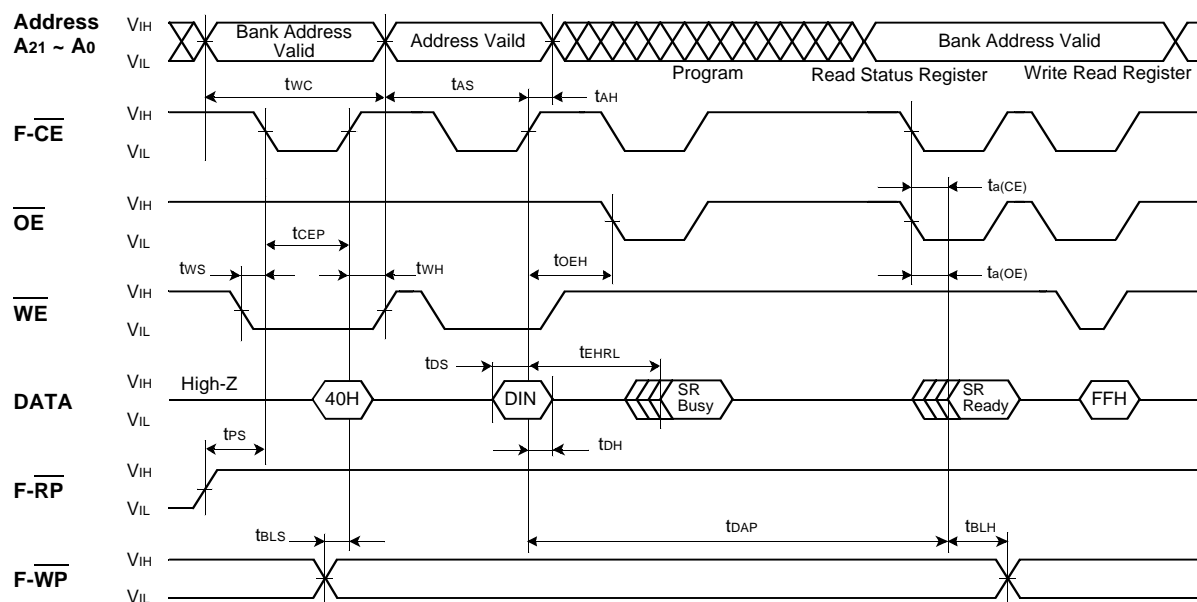 Address
A21 ~ A0
VIH
VIL
Bank Address
Valid
Address Vaild
Bank Address Valid
Program
Read Status Register
Write Read Register
tWC
tAS
tAH
F-CE
VIH
VIL
ta(CE)
OE
VIH
VIL
tCEP
tWS
tWH
tOEH
ta(OE)
WE
VIH
VIL
tDS
tEHRL
DATA
VIH
VIL
High-Z
40H
DIN
SR
Busy
SR
Ready
FFH
tPS
tDH
F-RP
VIH
VIL
tBLS
tDAP
tBLH
F-WP
VIH
VIL